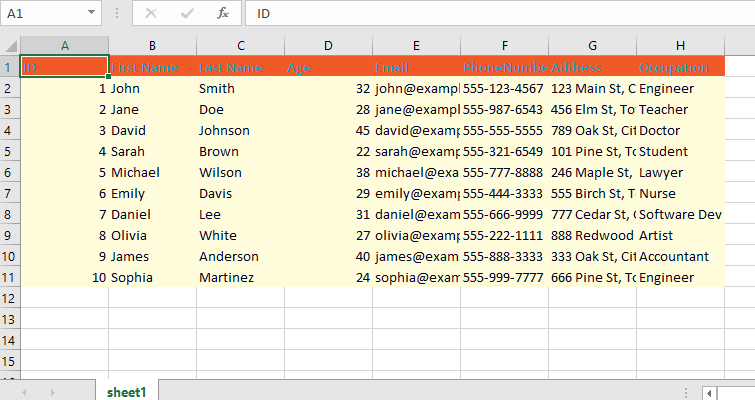 A1 fx ID
A B C D E F G H
1 ID First Name Last Name Age Email PhoneNumbe Address Occupation
2 1 John Smith 32 john@exampl 555-123-4567 123 Main St, C Engineer
3 2 Jane Doe 28 jane@exampl 555-987-6543 456 Elm St, To Teacher
4 3 David Johnson 45 david@examp 555-555-5555 789 Oak St, Cit Doctor
5 4 Sarah Brown 22 sarah@examp 555-321-6549 101 Pine St, To Student
6 5 Michael Wilson 38 michael@exa 555-777-8888 246 Maple St, Lawyer
7 6 Emily Davis 29 emily@examp 555-444-3333 555 Birch St, T Nurse
8 7 Daniel Lee 31 daniel@exam 555-666-9999 777 Cedar St, Software Dev
9 8 Olivia White 27 olivia@exam 555-222-1111 888 Redwood Artist
10 9 James Anderson 40 james@exam 555-888-3333 333 Oak St, Cit Accountant
11 10 Sophia Martinez 24 sophia@exam 555-999-7777 666 Pine St, To Engineer
12
13
14
15
sheet1